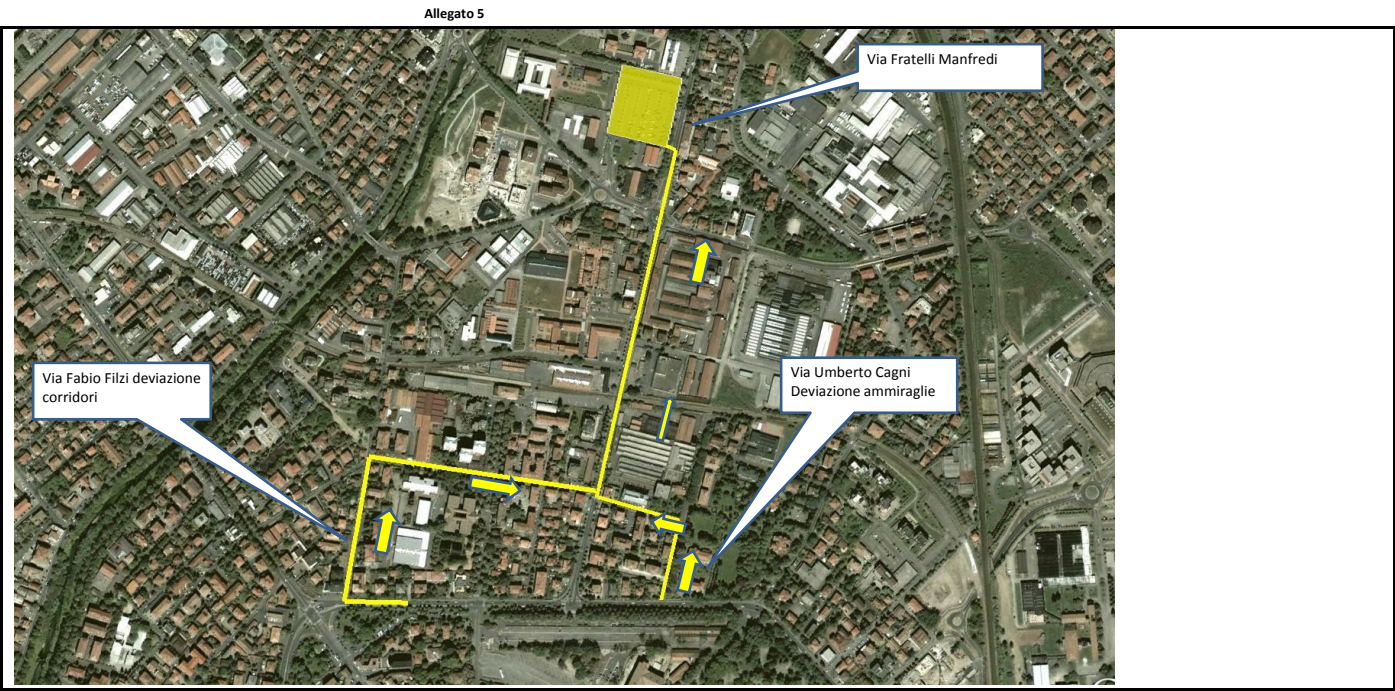 Allegato 5
Via Fratelli Manfredi
Via Fabio Filzi deviazione
corridori
Via Umberto Cagni
Deviazione ammiraglie